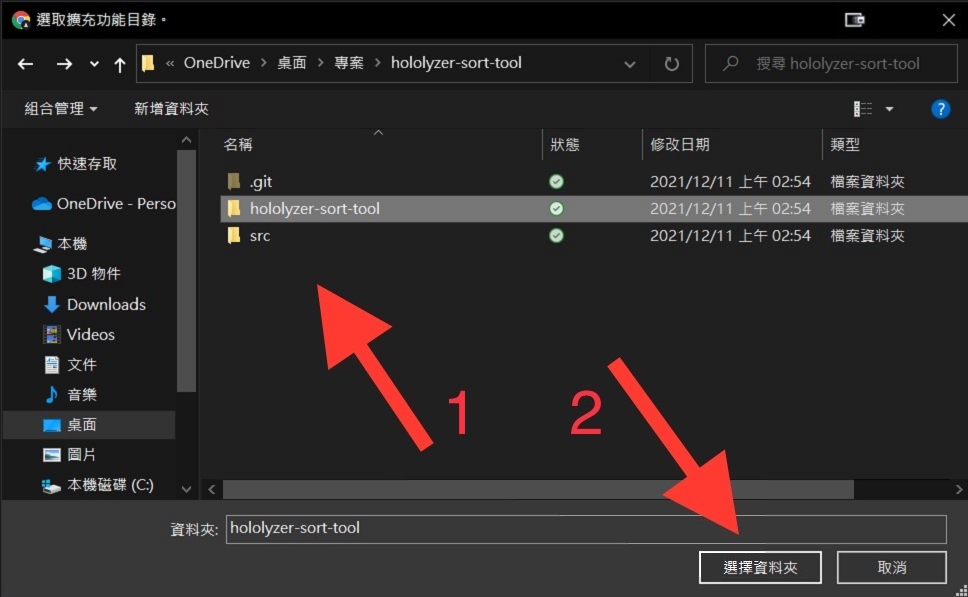 選取擴充功能目錄。
« OneDrive › 桌面 › 專案 › hololyzer-sort-tool
搜尋 hololyzer-sort-tool
組合管理 新增資料夾
?
名稱 狀態 修改日期 類型
.git 2021/12/11 上午 02:54 檔案資料夾
hololyzer-sort-tool 2021/12/11 上午 02:54 檔案資料夾
src 2021/12/11 上午 02:54 檔案資料夾
快速存取
OneDrive - Perso
本機
3D 物件
Downloads
Videos
文件
音樂
桌面
圖片
本機磁碟 (C:)
1
2
資料夾: hololyzer-sort-tool
選擇資料夾 取消